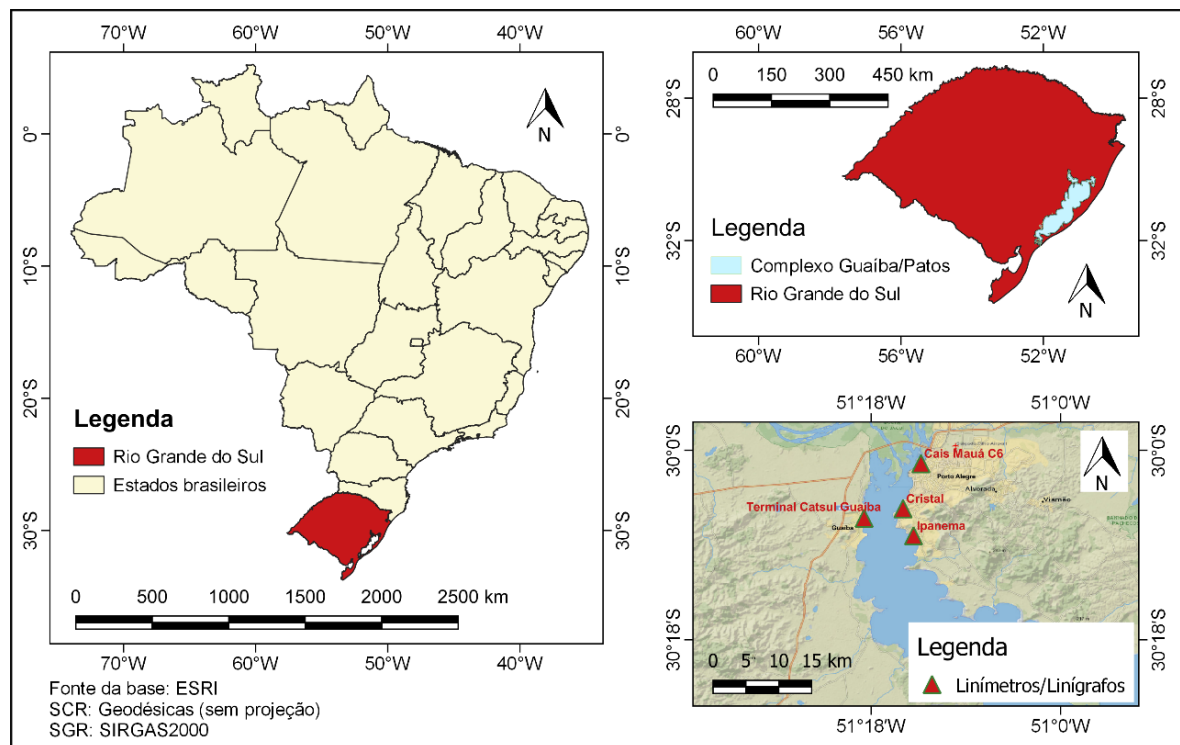 70°W 60°W 50°W 40°W
0°
10°S
20°S
30°S
0°
10°S
20°S
30°S
N
Legenda
Rio Grande do Sul
Estados brasileiros
0 500 1000 1500 2000 2500 km
70°W 60°W 50°W 40°W
Fonte da base: ESRI
SCR: Geodésicas (sem projeção)
SGR: SIRGAS2000
60°W 56°W 52°W
0 150 300 450 km
28°S
32°S
28°S
32°S
Legenda
Complexo Guaíba/Patos
Rio Grande do Sul
N
60°W 56°W 52°W
51°18'W 51°0'W
30°0'S
30°18'S
30°0'S
30°18'S
N
Cais Mauá C6
Porto Alegre
Alvorada
Viamão
Cristal
Terminal Catsul Guaíba
Guaíba
Ipanema
0 5 10 15 km
Legenda
Linímetros/Linígrafos
51°18'W 51°0'W